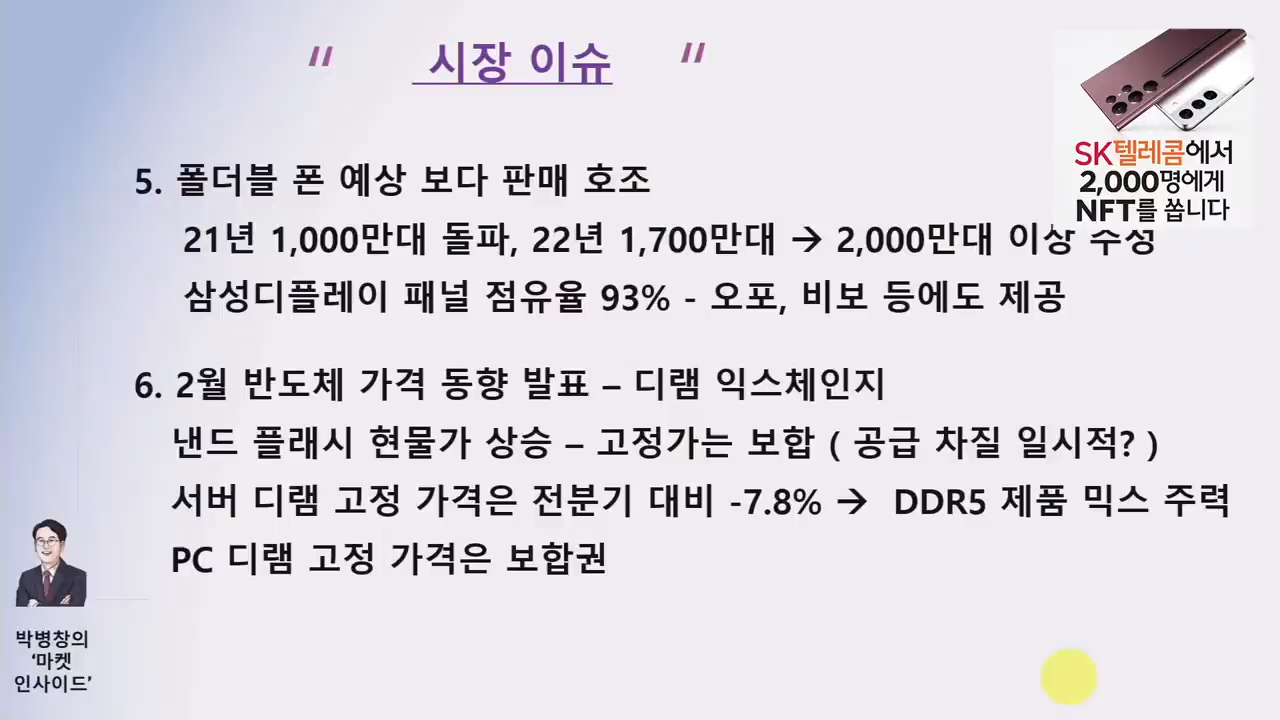 " 시장 이슈 "
SK텔레콤에서
2,000명에게
NFT를 쏩니다
5. 폴더블 폰 예상 보다 판매 호조
21년 1,000만대 돌파, 22년 1,700만대 → 2,000만대 이상
삼성디플레이 패널 점유율 93% - 오포, 비보 등에도 제공
6. 2월 반도체 가격 동향 발표 – 디램 익스체인지
낸드 플래시 현물가 상승 – 고정가는 보합 ( 공급 차질 일시적? )
서버 디램 고정 가격은 전분기 대비 -7.8% → DDR5 제품 믹스 주력
PC 디램 고정 가격은 보합권
박병창의
‘마켓
인사이드’